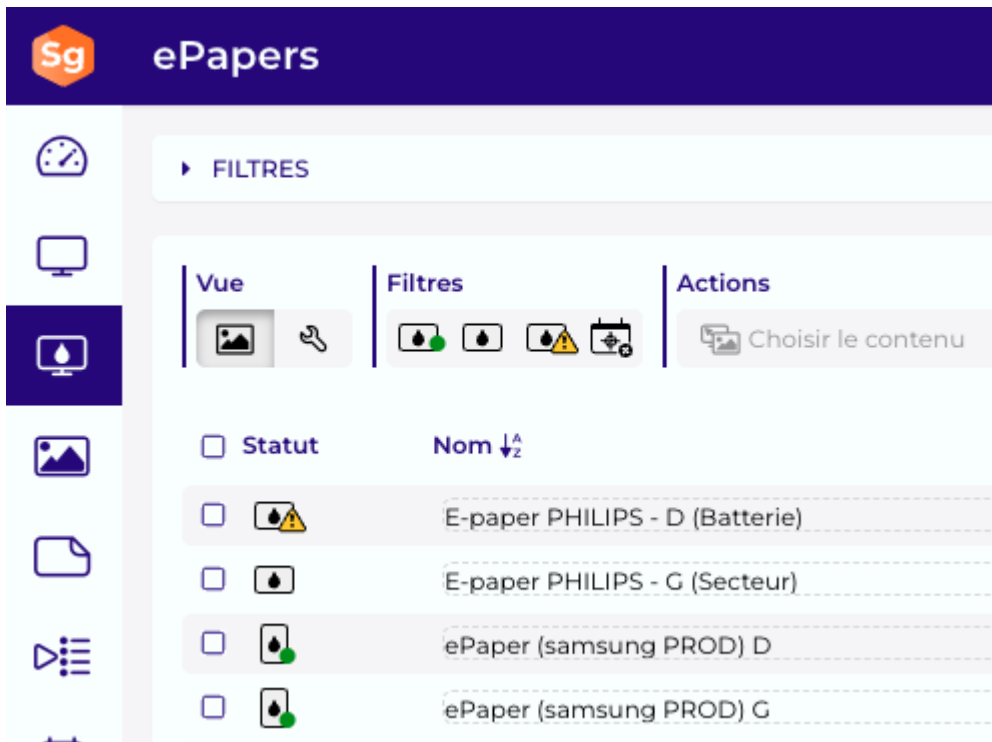 Sg
ePapers
FILTRES
Vue
Filtres
Actions
Choisir le contenu
Statut
Nom
A
Z
E-paper PHILIPS - D (Batterie)
E-paper PHILIPS - G (Secteur)
ePaper (samsung PROD) D
ePaper (samsung PROD) G